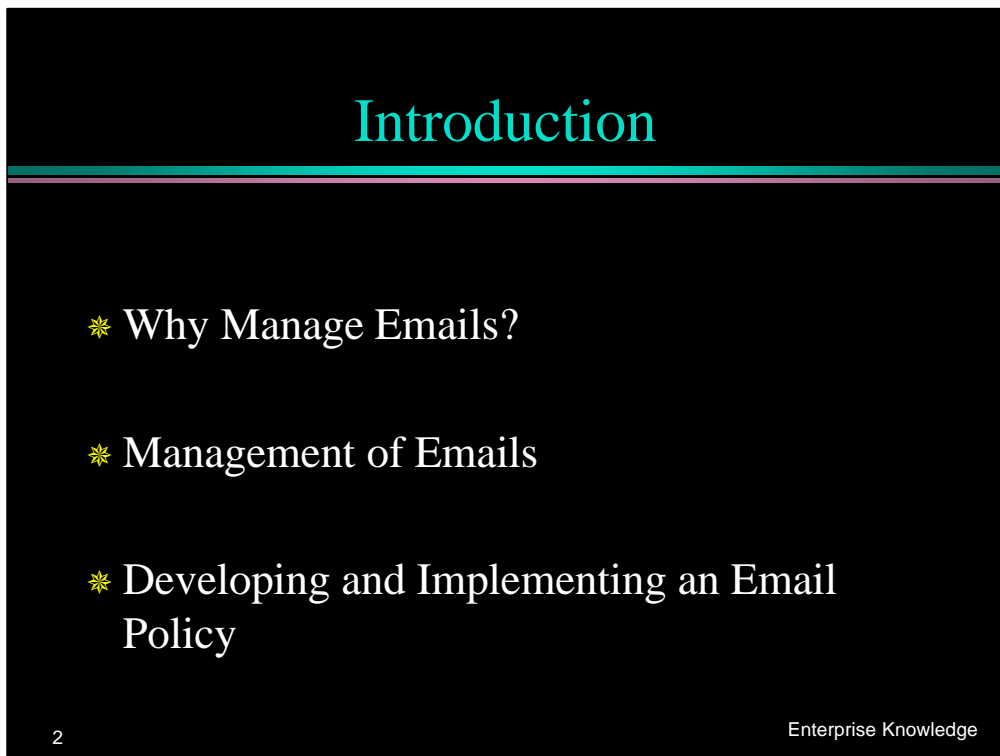 Introduction
Why Manage Emails?
Management of Emails
Developing and Implementing an Email
Policy
2
Enterprise Knowledge